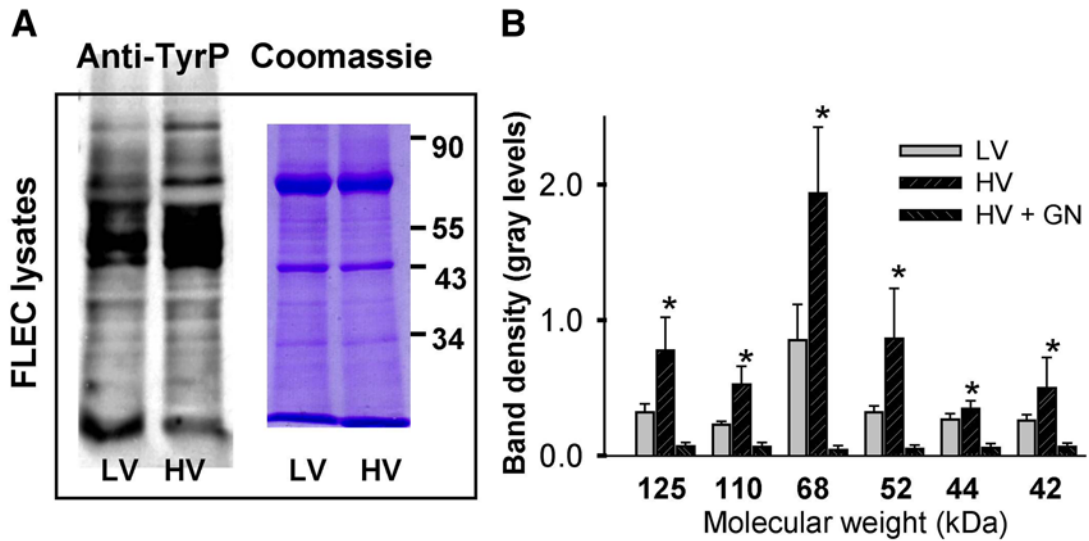 A
Anti-TyrP Coomassie
FLEC lysates
90
55
43
34
LV HV LV HV
B
Band density (gray levels)
2.0
1.0
0.0
* * * * * *
LV
HV
HV + GN
125 110 68 52 44 42
Molecular weight (kDa)